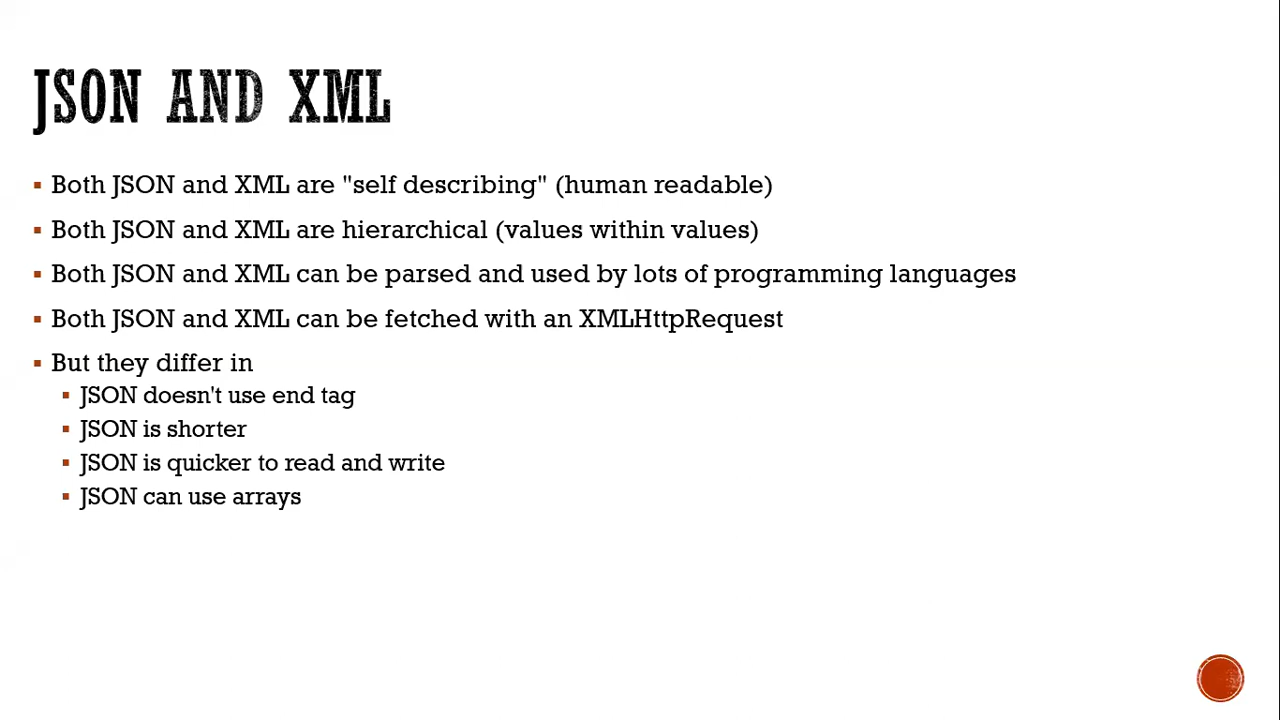 JSON AND XML
▪ Both JSON and XML are "self describing" (human readable)
▪ Both JSON and XML are hierarchical (values within values)
▪ Both JSON and XML can be parsed and used by lots of programming languages
▪ Both JSON and XML can be fetched with an XMLHttpRequest
▪ But they differ in
▪ JSON doesn't use end tag
▪ JSON is shorter
▪ JSON is quicker to read and write
▪ JSON can use arrays